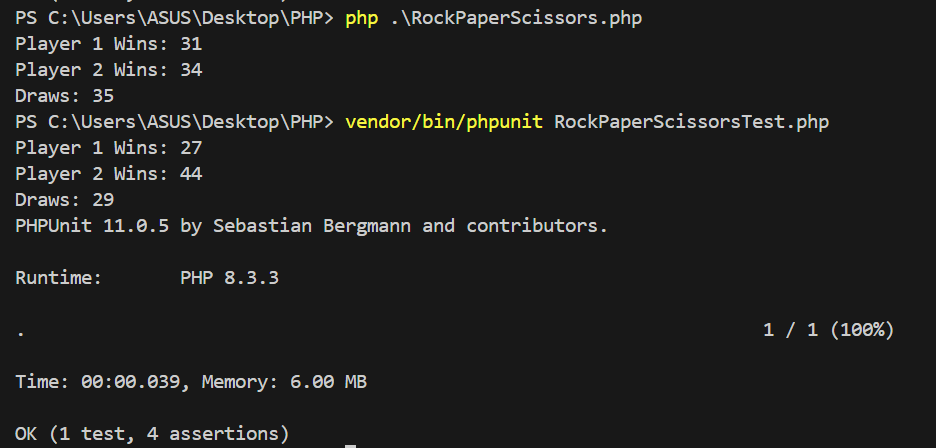 PS C:\Users\ASUS\Desktop\PHP> php .\RockPaperScissors.php
Player 1 Wins: 31
Player 2 Wins: 34
Draws: 35
PS C:\Users\ASUS\Desktop\PHP> vendor/bin/phpunit RockPaperScissorsTest.php
Player 1 Wins: 27
Player 2 Wins: 44
Draws: 29
PHPUnit 11.0.5 by Sebastian Bergmann and contributors.
Runtime:       PHP 8.3.3
.                                                                   1 / 1 (100%)
Time: 00:00.039, Memory: 6.00 MB
OK (1 test, 4 assertions)